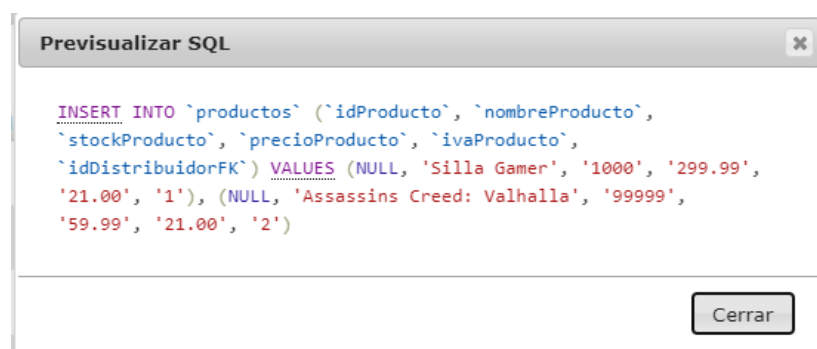 Previsualizar SQL
INSERT INTO `productos` (`idProducto`, `nombreProducto`,
`stockProducto`, `precioProducto`, `ivaProducto`,
`idDistribuidorFK`) VALUES (NULL, 'Silla Gamer', '1000', '299.99',
'21.00', '1'), (NULL, 'Assassins Creed: Valhalla', '99999',
'59.99', '21.00', '2')
Cerrar